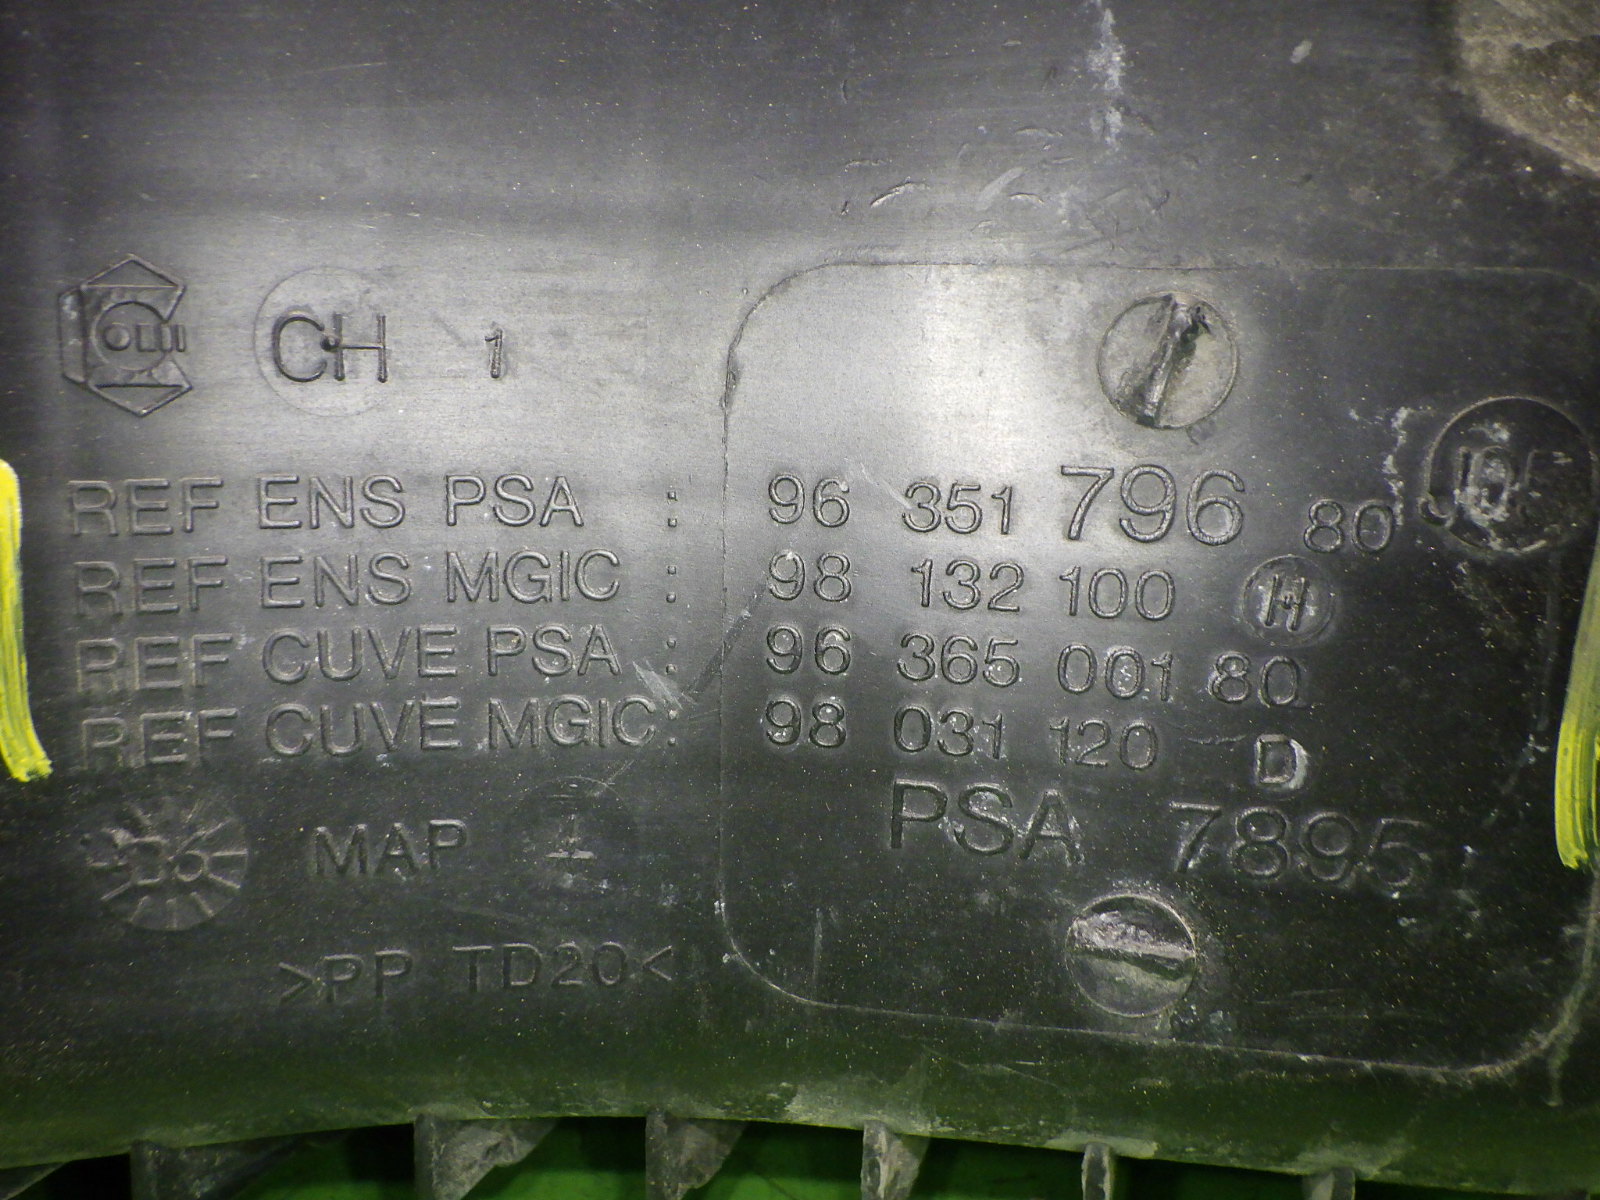 CH 1
REF ENS PSA : 96 351 796 80
REF ENS MGIC : 98 132 100 H
REF CUVE PSA : 96 365 001 80
REF CUVE MGIC : 98 031 120 D
PSA 7895
MAP 1
>PP TD20<